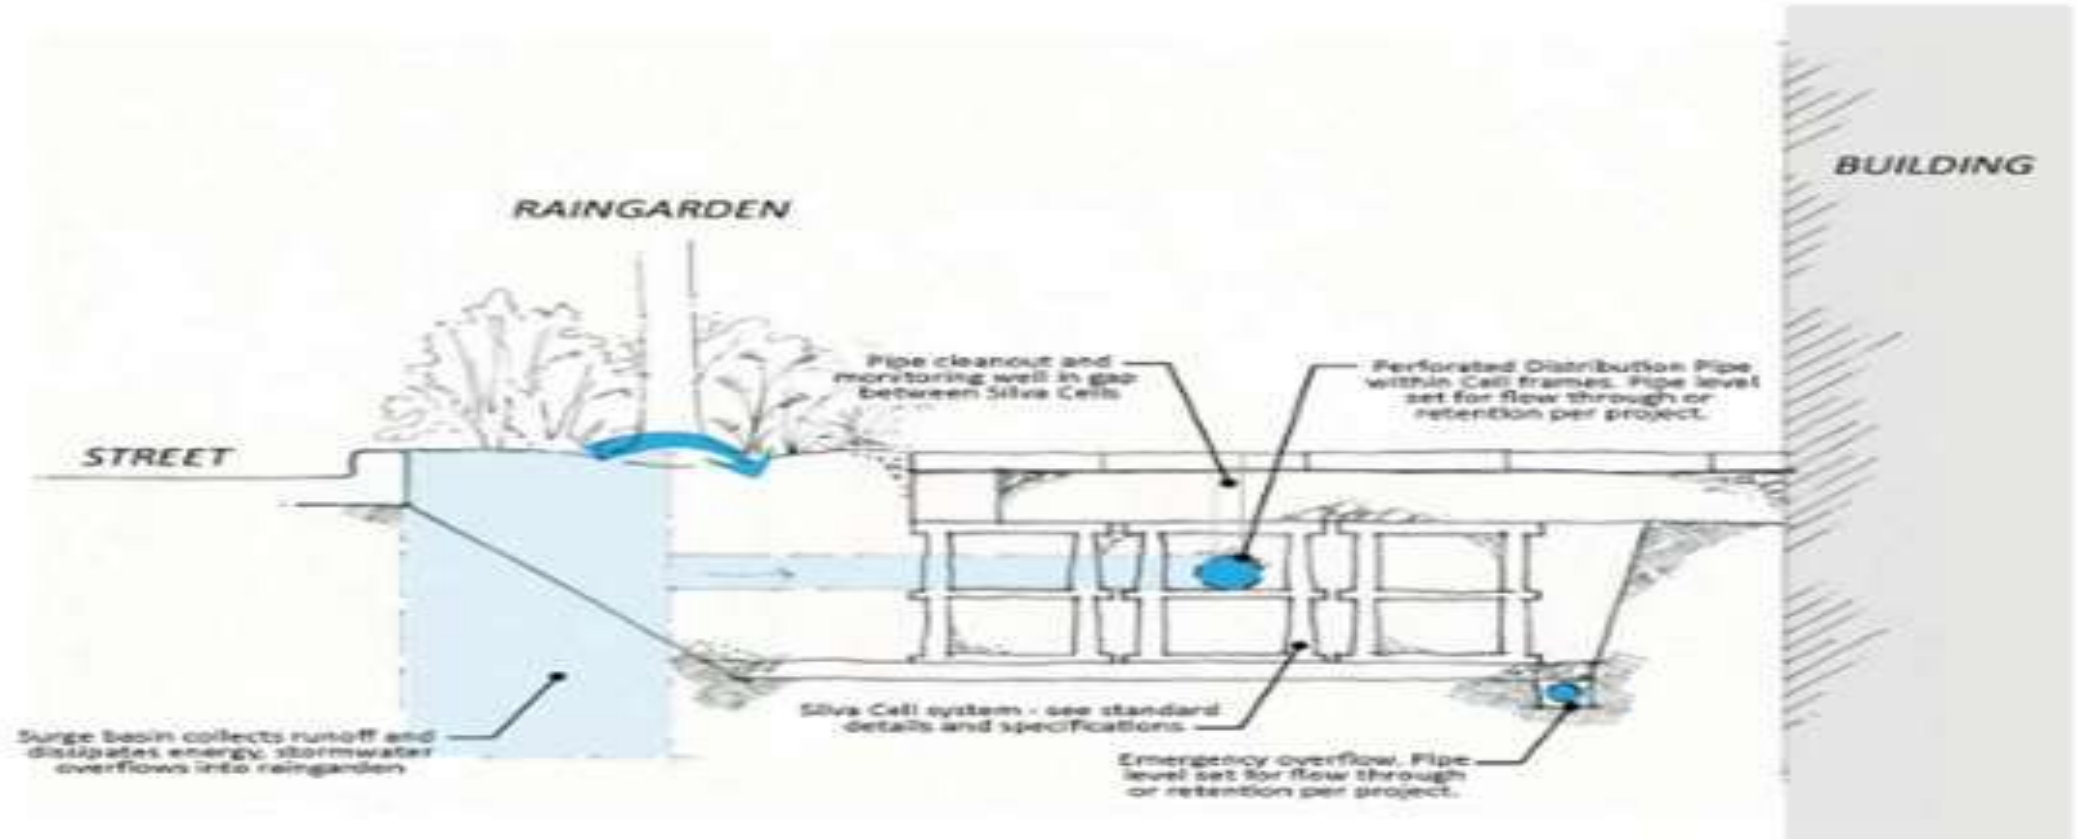 BUILDING
RAINGARDEN
STREET
Pipe cleanout and
monitoring well in gap
between Silva Cells
Perforated Distribution Pipe
within Cell frames. Pipe level
set for flow through or
retention per project.
Surge basin collects runoff and
dissipates energy, stormwater
overflows into raingarden
Silva Cell system - see standard
details and specifications
Emergency overflow. Pipe
level set for flow through
or retention per project.